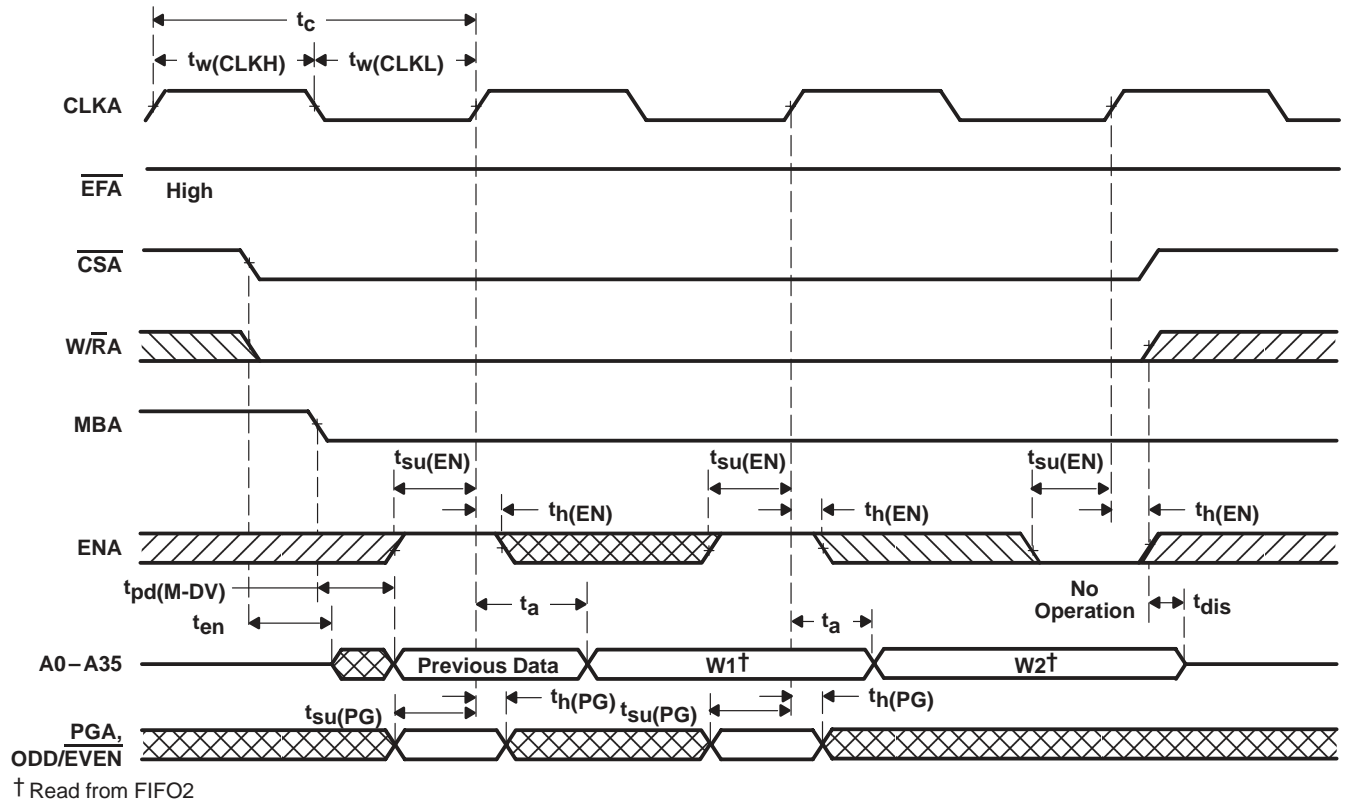 tc
tw(CLKH)
tw(CLKL)
CLKA
EFA
High
CSA
W/RA
MBA
tsu(EN)
tsu(EN)
tsu(EN)
th(EN)
th(EN)
th(EN)
ENA
tpd(M-DV)
ten
ta
ta
No
Operation
tdis
A0–A35
Previous Data
W1†
W2†
tsu(PG)
th(PG)
tsu(PG)
th(PG)
PGA,
ODD/EVEN
† Read from FIFO2